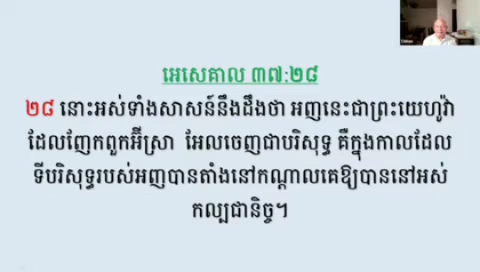 អេសេគាល ៣៧:២៨
២៨ នោះអស់ទាំងសាសន៍នឹងដឹងថា អញនេះជាព្រះយេហូវ៉ា
ដែលញែកពួកអ៊ីស្រា អែលចេញជាបរិសុទ្ធ គឺក្នុងកាលដែល
ទីបរិសុទ្ធរបស់អញបានតាំងនៅកណ្តាលគេឱ្យបាននៅអស់
កល្បជានិច្ច។